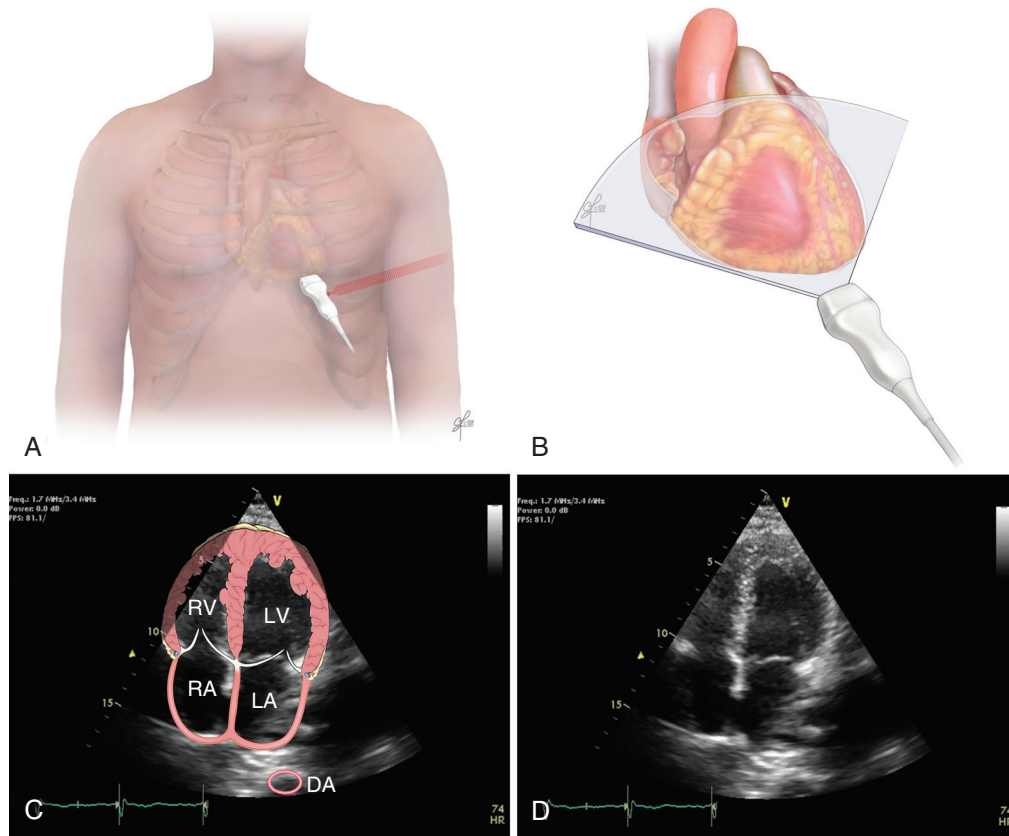 A
B
Freq.: 1.7 MHz/3.4 MHz
Power: 0.0 dB
FPS: 81.1/
V
5
RV
LV
10
RA
LA
15
DA
C
74
HR
Freq.: 1.7 MHz/3.4 MHz
Power: 0.0 dB
FPS: 81.1/
V
5
10
15
D
74
HR